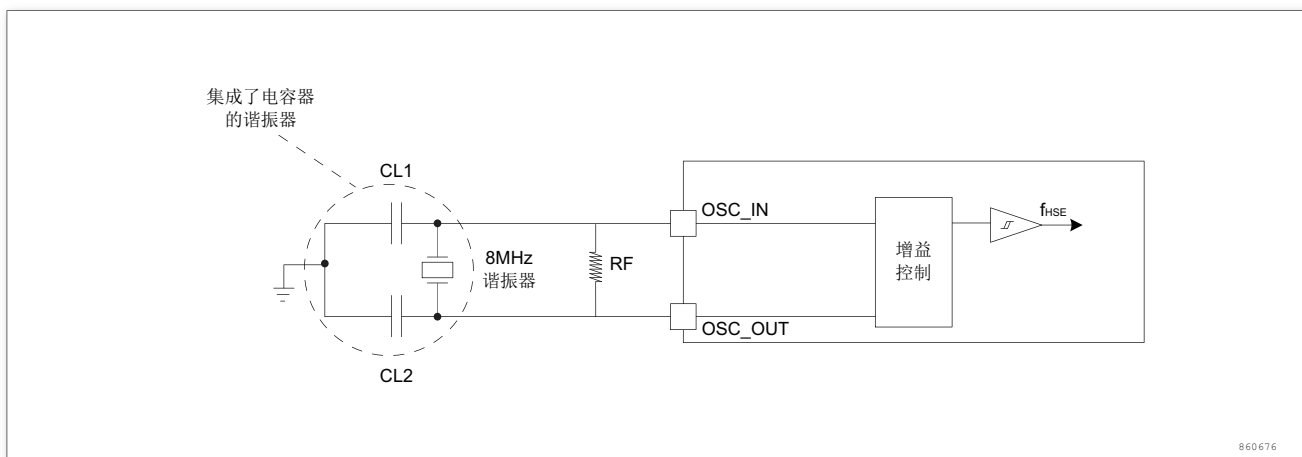 集成了电容器
的谐振器
CL1
OSC_IN
fHSE
8MHz
谐振器
RF
增益
控制
OSC_OUT
CL2
860676